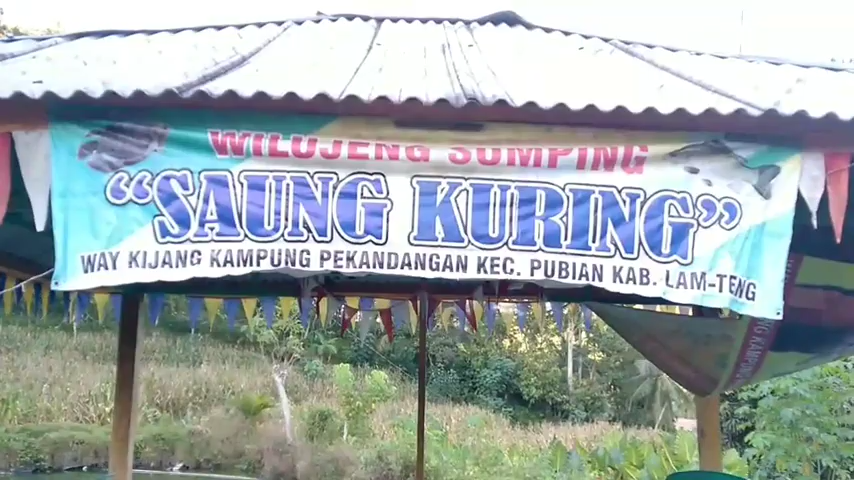 WILUJENG SUMPING
"SAUNG KURING"
WAY KIJANG KAMPUNG PEKANDANGAN KEC. PUBIAN KAB. LAM-TENG